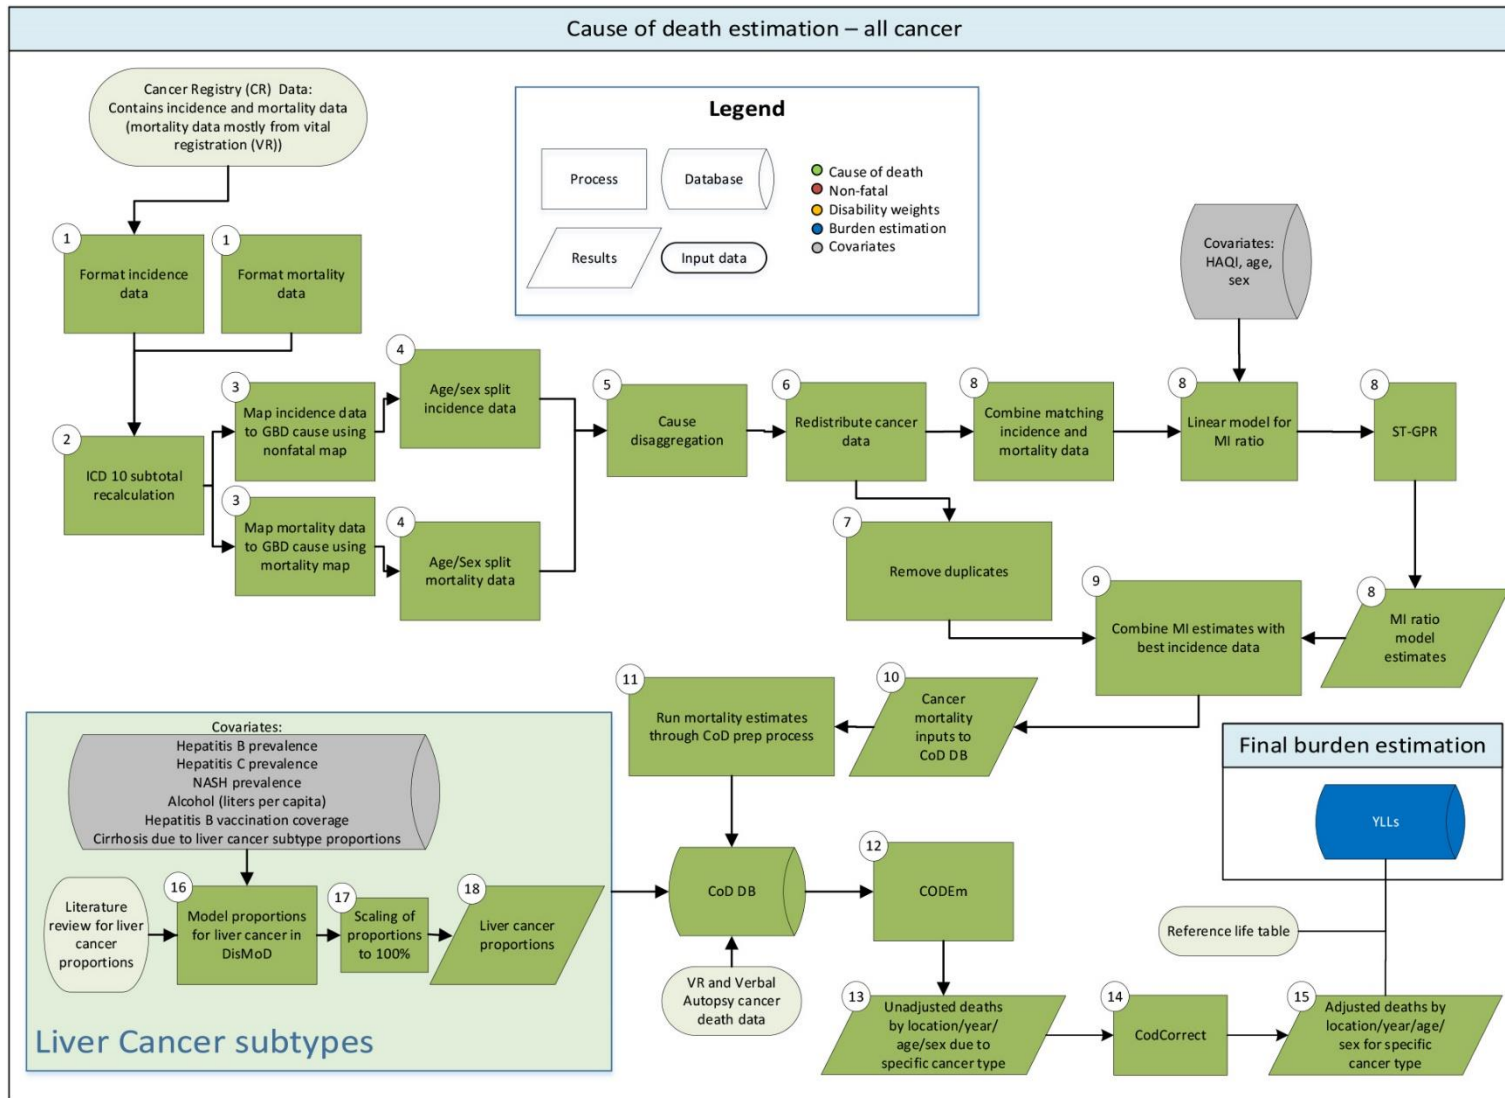 Cause of death estimation – all cancer
Cancer Registry (CR) Data:
Contains incidence and mortality data
(mortality data mostly from vital
registration (VR))
Legend
Process
Database
Results
Input data
Cause of death
Non-fatal
Disability weights
Burden estimation
Covariates
Covariates:
HAQI, age,
sex
1
Format incidence
data
1
Format mortality
data
2
ICD 10 subtotal
recalculation
3
Map incidence data
to GBD cause using
nonfatal map
3
Map mortality data
to GBD cause using
mortality map
4
Age/sex split
incidence data
4
Age/Sex split
mortality data
5
Cause
disaggregation
6
Redistribute cancer
data
8
Combine matching
incidence and
mortality data
8
Linear model for
MI ratio
8
ST-GPR
7
Remove duplicates
9
Combine MI estimates with
best incidence data
8
MI ratio
model
estimates
10
Cancer
mortality
inputs to
CoD DB
11
Run mortality estimates
through CoD prep process
Covariates:
Hepatitis B prevalence
Hepatitis C prevalence
NASH prevalence
Alcohol (liters per capita)
Hepatitis B vaccination coverage
Cirrhosis due to liver cancer subtype proportions
Literature
review for liver
cancer
proportions
16
Model proportions
for liver cancer in
DisMoD
17
Scaling of
proportions
to 100%
18
Liver cancer
proportions
Liver Cancer subtypes
CoD DB
VR and Verbal
Autopsy cancer
death data
12
CODEm
13
Unadjusted deaths
by location/year/
age/sex due to
specific cancer type
14
CodCorrect
15
Adjusted deaths by
location/year/age/
sex for specific
cancer type
Reference life table
Final burden estimation
YLLs